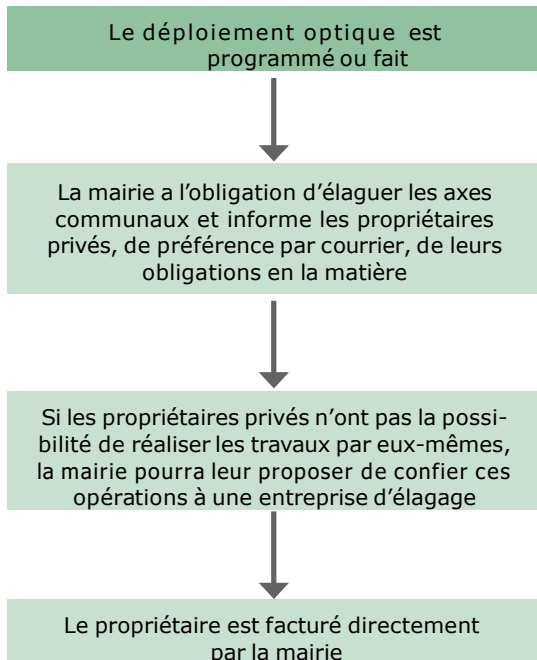 Le déploiement optique est
programmé ou fait
La mairie a l’obligation d’élaguer les axes
communaux et informe les propriétaires
privés, de préférence par courrier, de leurs
obligations en la matière
Si les propriétaires privés n’ont pas la possi-
bilité de réaliser les travaux par eux-mêmes,
la mairie pourra leur proposer de confier ces
opérations à une entreprise d’élagage
Le propriétaire est facturé directement
par la mairie